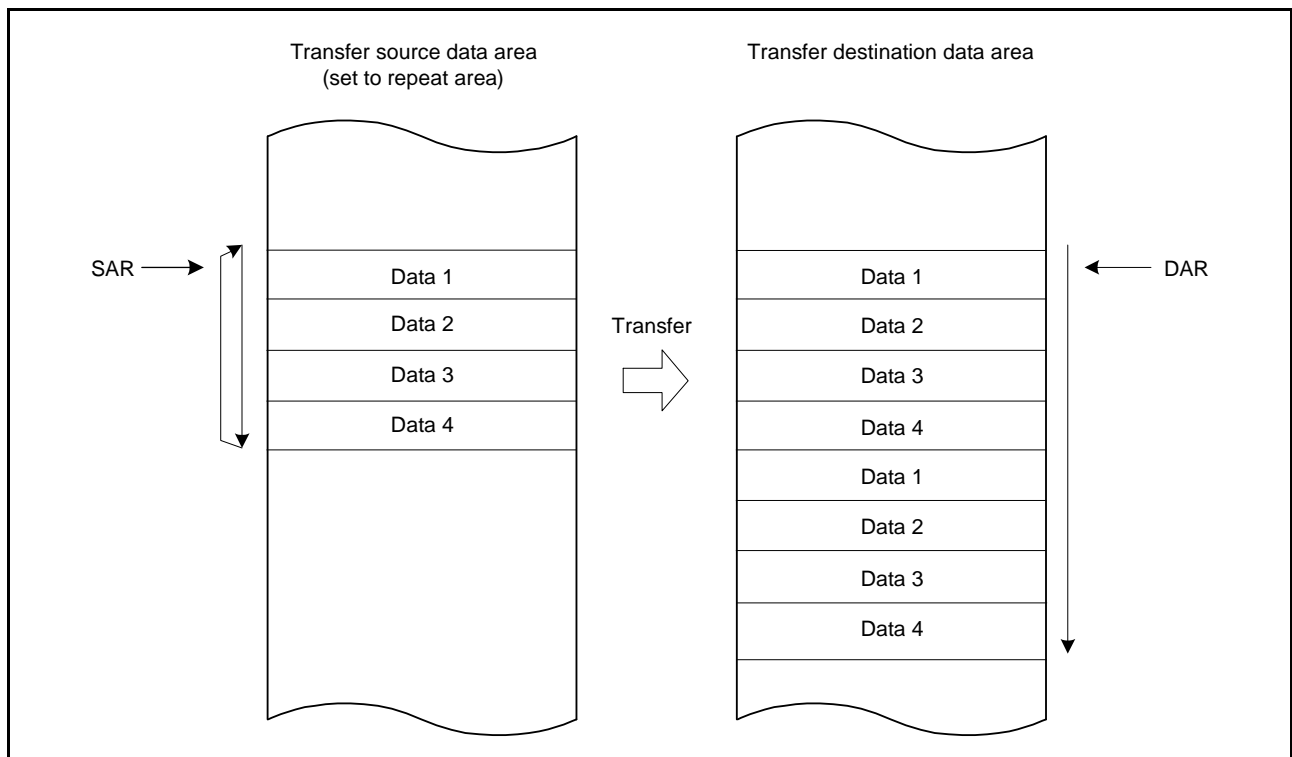 Transfer source data area
(set to repeat area)
Transfer destination data area
SAR
Data 1
Data 2
Data 3
Data 4
Transfer
Data 1
Data 2
Data 3
Data 4
Data 1
Data 2
Data 3
Data 4
DAR